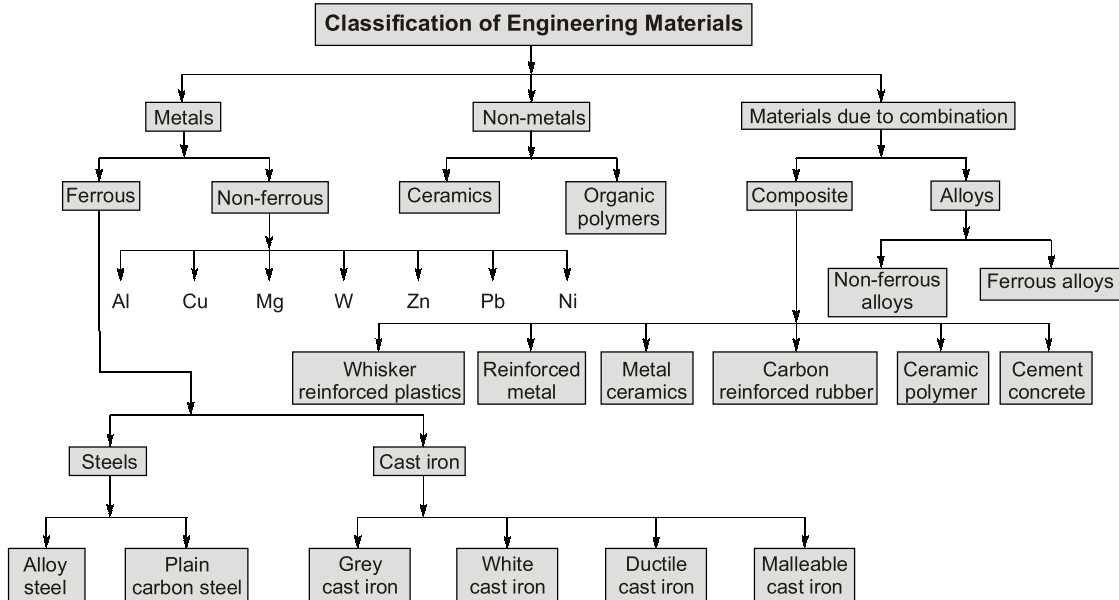 Classification of Engineering Materials
Metals
Non-metals
Materials due to combination
Ferrous
Non-ferrous
Ceramics
Organic
polymers
Composite
Alloys
Al
Cu
Mg
W
Zn
Pb
Ni
Non-ferrous
alloys
Ferrous alloys
Whisker
reinforced plastics
Reinforced
metal
Metal
ceramics
Carbon
reinforced rubber
Ceramic
polymer
Cement
concrete
Steels
Cast iron
Alloy
steel
Plain
carbon steel
Grey
cast iron
White
cast iron
Ductile
cast iron
Malleable
cast iron